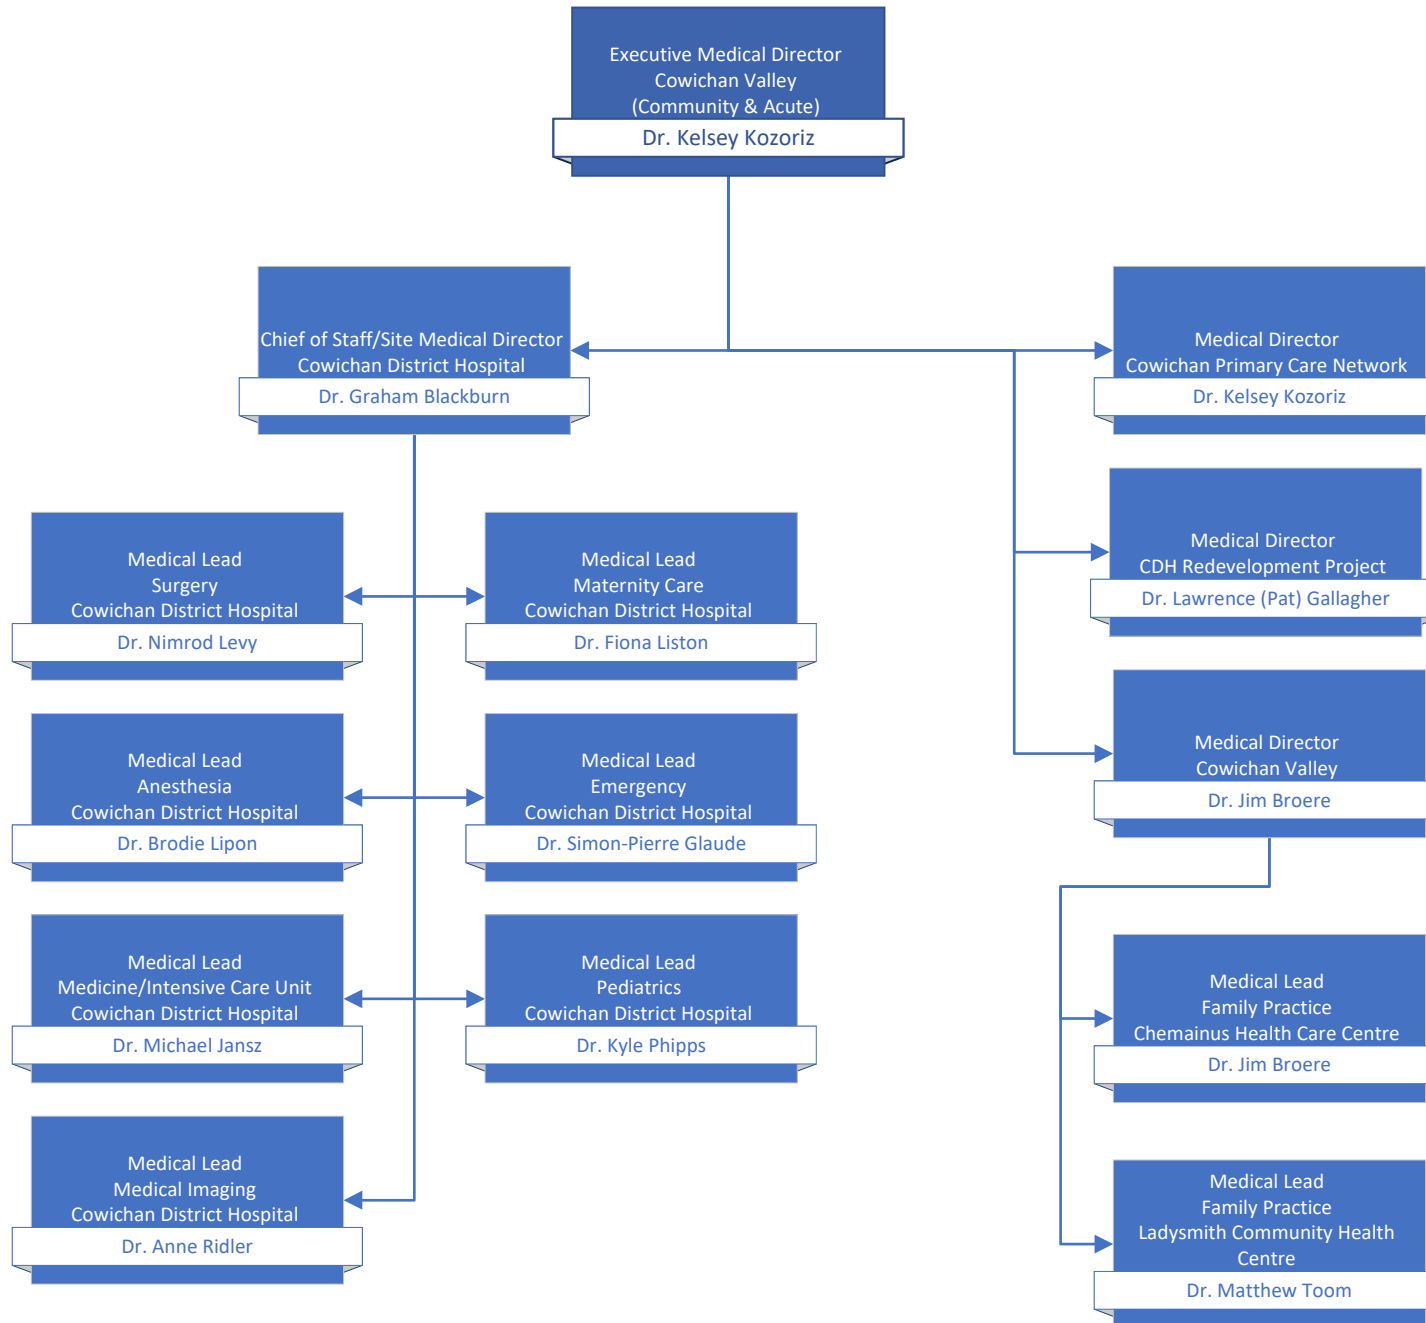 Executive Medical Director
Cowichan Valley
(Community & Acute)
Dr. Kelsey Kozoriz
Chief of Staff/Site Medical Director
Cowichan District Hospital
Dr. Graham Blackburn
Medical Director
Cowichan Primary Care Network
Dr. Kelsey Kozoriz
Medical Director
CDH Redevelopment Project
Dr. Lawrence (Pat) Gallagher
Medical Lead
Surgery
Cowichan District Hospital
Dr. Nimrod Levy
Medical Lead
Maternity Care
Cowichan District Hospital
Dr. Fiona Liston
Medical Director
Cowichan Valley
Dr. Jim Broere
Medical Lead
Anesthesia
Cowichan District Hospital
Dr. Brodie Lipon
Medical Lead
Emergency
Cowichan District Hospital
Dr. Simon-Pierre Glaude
Medical Lead
Medicine/Intensive Care Unit
Cowichan District Hospital
Dr. Michael Jansz
Medical Lead
Pediatrics
Cowichan District Hospital
Dr. Kyle Phipps
Medical Lead
Family Practice
Chemainus Health Care Centre
Dr. Jim Broere
Medical Lead
Medical Imaging
Cowichan District Hospital
Dr. Anne Ridler
Medical Lead
Family Practice
Ladysmith Community Health
Centre
Dr. Matthew Toom